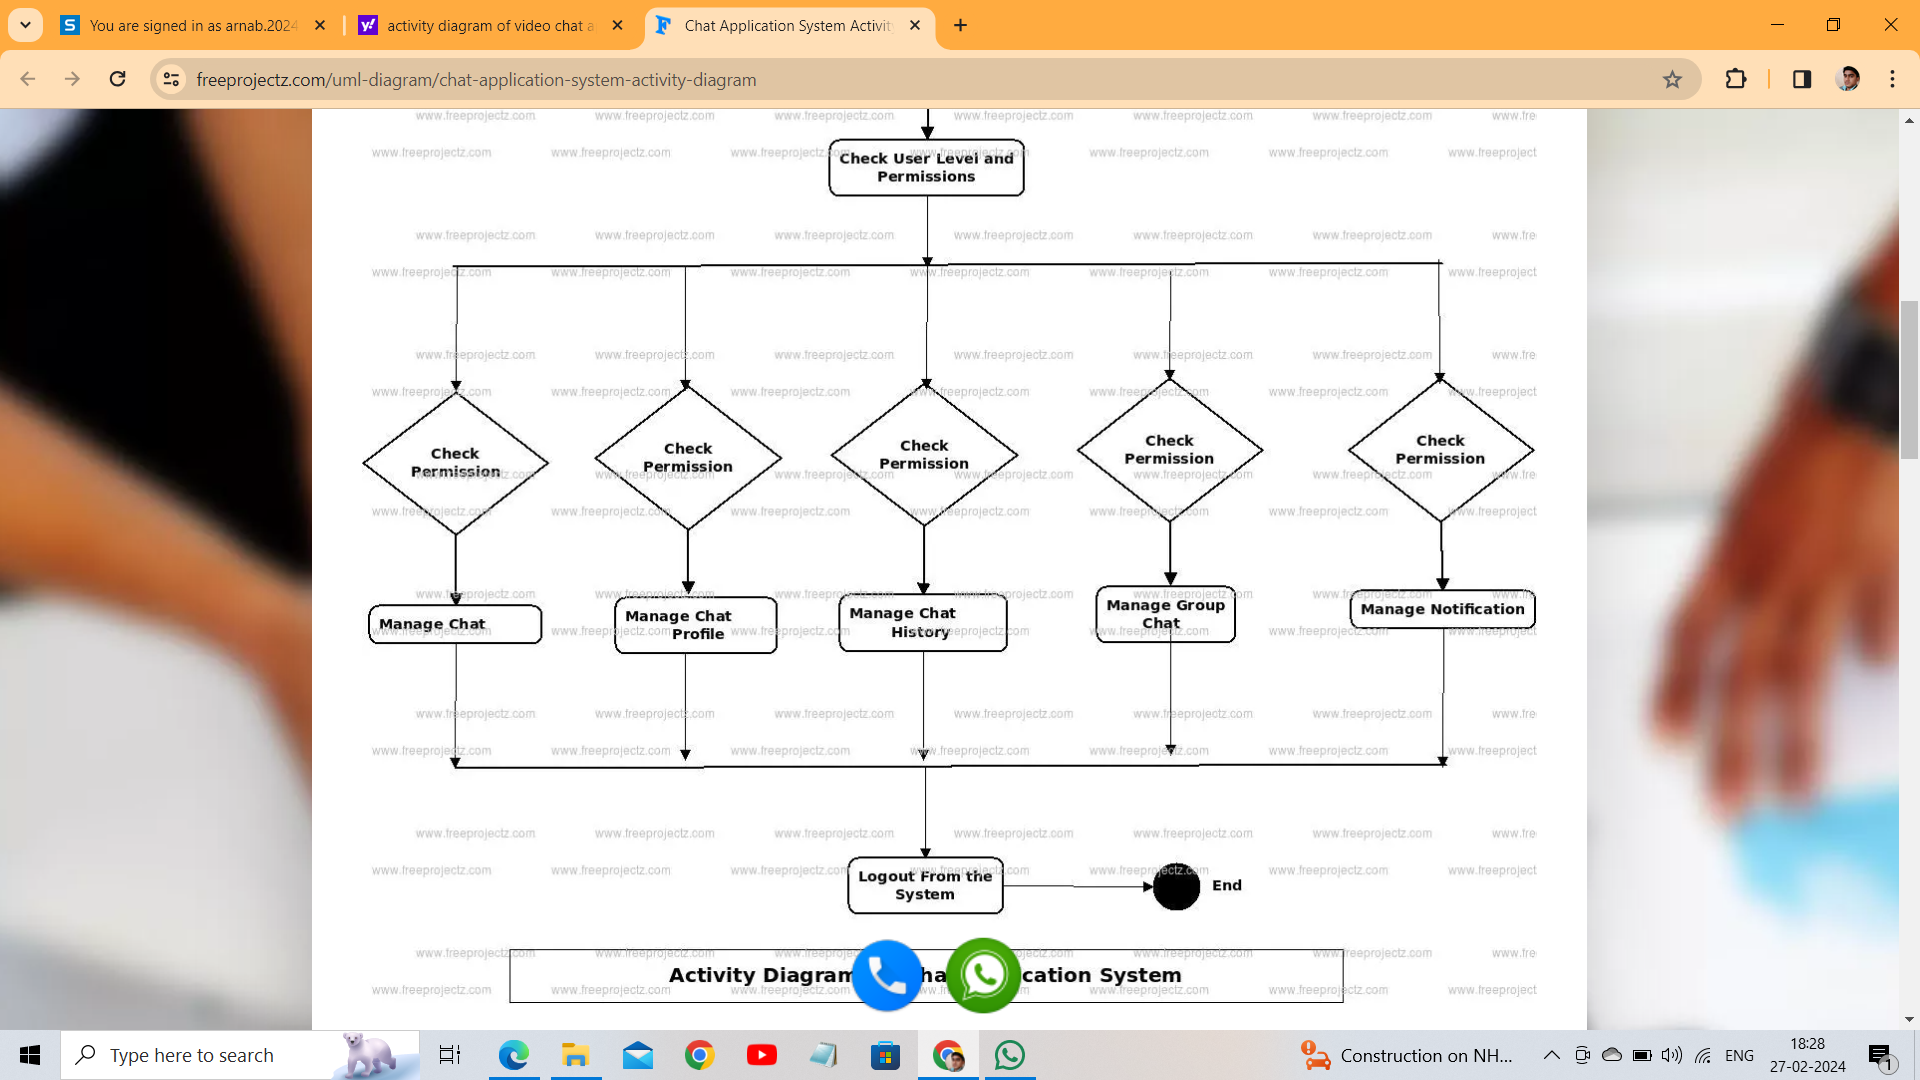 You are signed in as arnab.2024
activity diagram of video chat a
Chat Application System Activit
freeprojectz.com/uml-diagram/chat-application-system-activity-diagram
www.freeprojectz.com
Check User Level and
Permissions
Check
Permission
Check
Permission
Check
Permission
Check
Permission
Check
Permission
Manage Chat
Manage Chat
Profile
Manage Chat
History
Manage Group
Chat
Manage Notification
Logout From the
System
End
Activity Diagram
cation System
Type here to search
Construction on NH...
ENG
18:28
27-02-2024
1